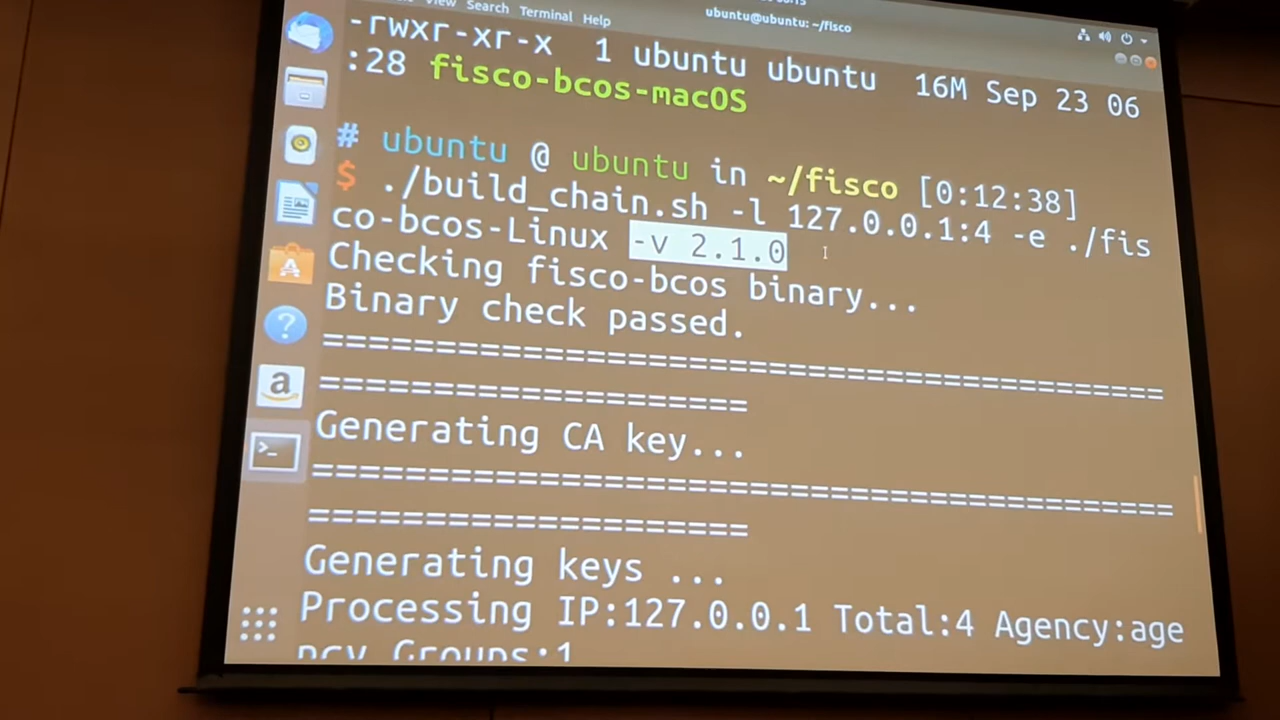 View Search Terminal Help
ubuntu@ubuntu: ~/fisco
-rwxr-xr-x 1 ubuntu ubuntu 16M Sep 23 06
:28 fisco-bcos-macOS
# ubuntu @ ubuntu in ~/fisco [0:12:38]
$ ./build_chain.sh -l 127.0.0.1:4 -e ./fis
co-bcos-Linux -v 2.1.0
Checking fisco-bcos binary...
Binary check passed.
============================================
====================
Generating CA key...
============================================
====================
Generating keys ...
Processing IP:127.0.0.1 Total:4 Agency:age
ncy Groups:1